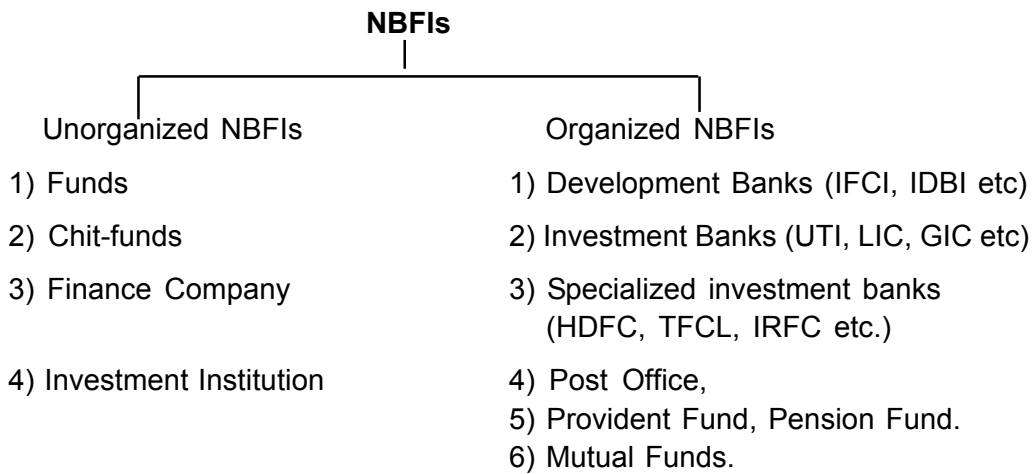 NBFIs
Unorganized NBFIs
1) Funds
2) Chit-funds
3) Finance Company
4) Investment Institution
Organized NBFIs
1) Development Banks (IFCI, IDBI etc)
2) Investment Banks (UTI, LIC, GIC etc)
3) Specialized investment banks
(HDFC, TFCL, IRFC etc.)
4) Post Office,
5) Provident Fund, Pension Fund.
6) Mutual Funds.